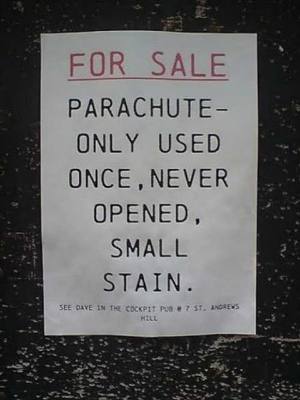 FOR SALE
PARACHUTE-
ONLY USED
ONCE,NEVER
OPENED,
SMALL
STAIN.
SEE DAVE IN THE COCKPIT PUB @ 7 ST. ANDREWS
HILL